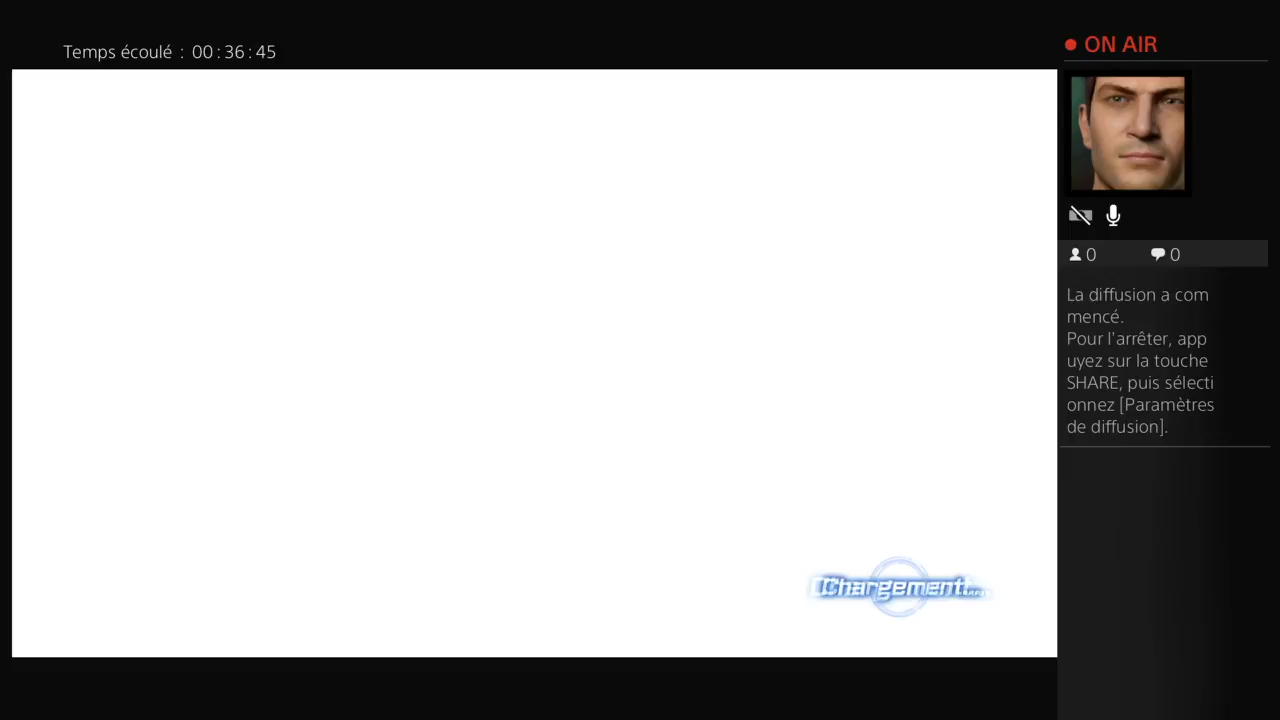 Temps écoulé : 00:36:45
ON AIR
0 0
La diffusion a com
mencé.
Pour l'arrêter, app
uyez sur la touche
SHARE, puis sélecti
onnez [Paramètres
de diffusion].
Chargement...